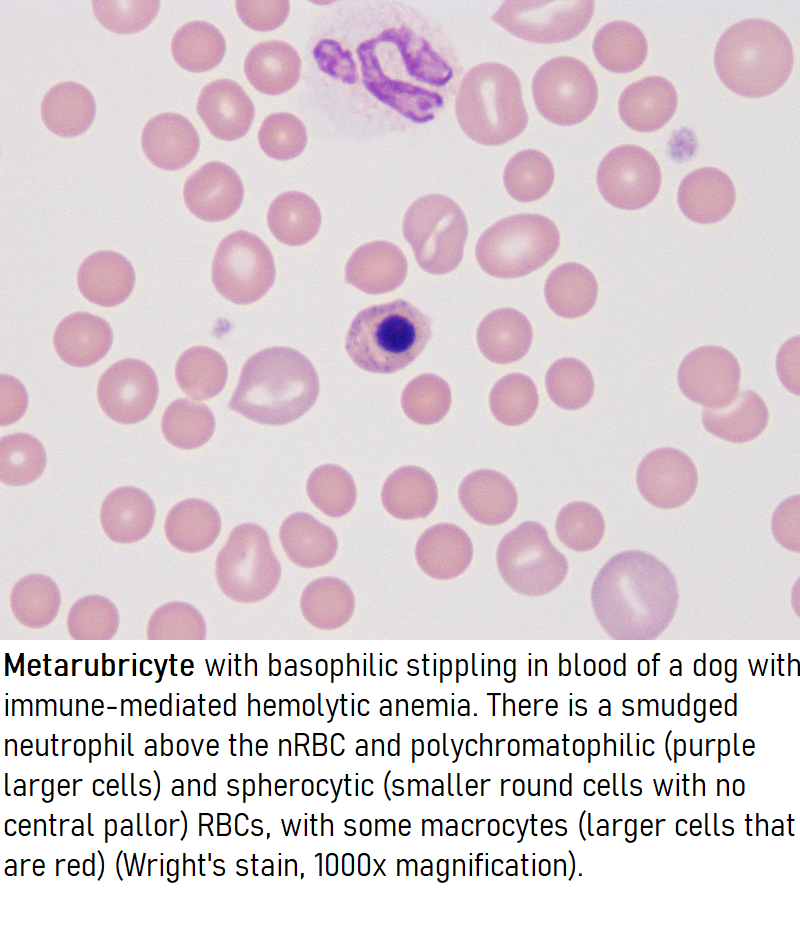 Metarubricyte with basophilic stippling in blood of a dog with
immune-mediated hemolytic anemia. There is a smudged
neutrophil above the nRBC and polychromatophilic (purple
larger cells) and spherocytic (smaller round cells with no
central pallor) RBCs, with some macrocytes (larger cells that
are red) (Wright's stain, 1000x magnification).